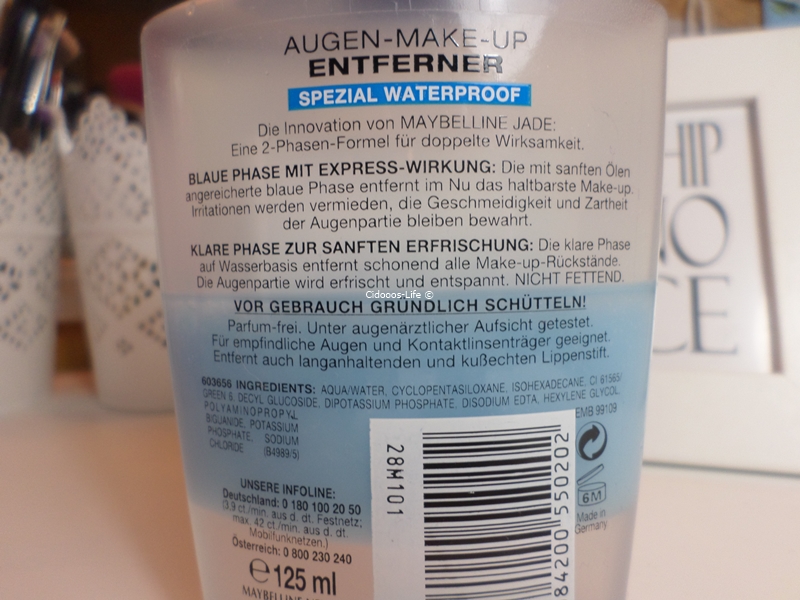 AUGEN-MAKE-UP
ENTFERNER
SPEZIAL WATERPROOF
Die Innovation von MAYBELLINE JADE:
Eine 2-Phasen-Formel für doppelte Wirksamkeit.
BLAUE PHASE MIT EXPRESS-WIRKUNG: Die mit sanften Ölen
angereicherte blaue Phase entfernt im Nu das haltbarste Make-up.
Irritationen werden vermieden, die Geschmeidigkeit und Zartheit
der Augenpartie bleiben bewahrt.
KLARE PHASE ZUR SANFTEN ERFRISCHUNG: Die klare Phase
auf Wasserbasis entfernt schonend alle Make-up-Rückstände.
Die Augenpartie wird erfrischt und entspannt. NICHT FETTEND.
Cidooos-Life ©
VOR GEBRAUCH GRÜNDLICH SCHÜTTELN!
Parfum-frei. Unter augenärztlicher Aufsicht getestet.
Für empfindliche Augen und Kontaktlinsenträger geeignet.
Entfernt auch langanhaltenden und kußechten Lippenstift.
603656 INGREDIENTS: AQUA/WATER, CYCLOPENTASILOXANE, ISOHEXADECANE, CI 61565/
GREEN 6, DECYL GLUCOSIDE, DIPOTASSIUM PHOSPHATE, DISODIUM EDTA, HEXYLENE GLYCOL,
POLYAMINOPROPYL
BIGUANIDE, POTASSIUM
PHOSPHATE, SODIUM
CHLORIDE (B4989/5)
EMB 99109
28M101
6M
Made in
Germany
UNSERE INFOLINE:
Deutschland: 0 180 100 20 50
(3,9 ct./min. aus d. dt. Festnetz;
max. 42 ct./min. aus d. dt.
Mobilfunknetzen.)
Österreich: 0 800 230 240
e 125 ml
84200 550202
HIP
NO
CE